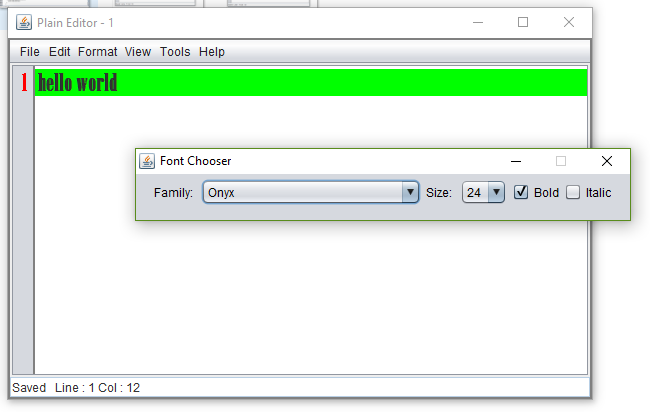 Plain Editor - 1
File Edit Format View Tools Help
1 hello world
Font Chooser
Family: Onyx Size: 24 Bold Italic
Saved Line : 1 Col : 12